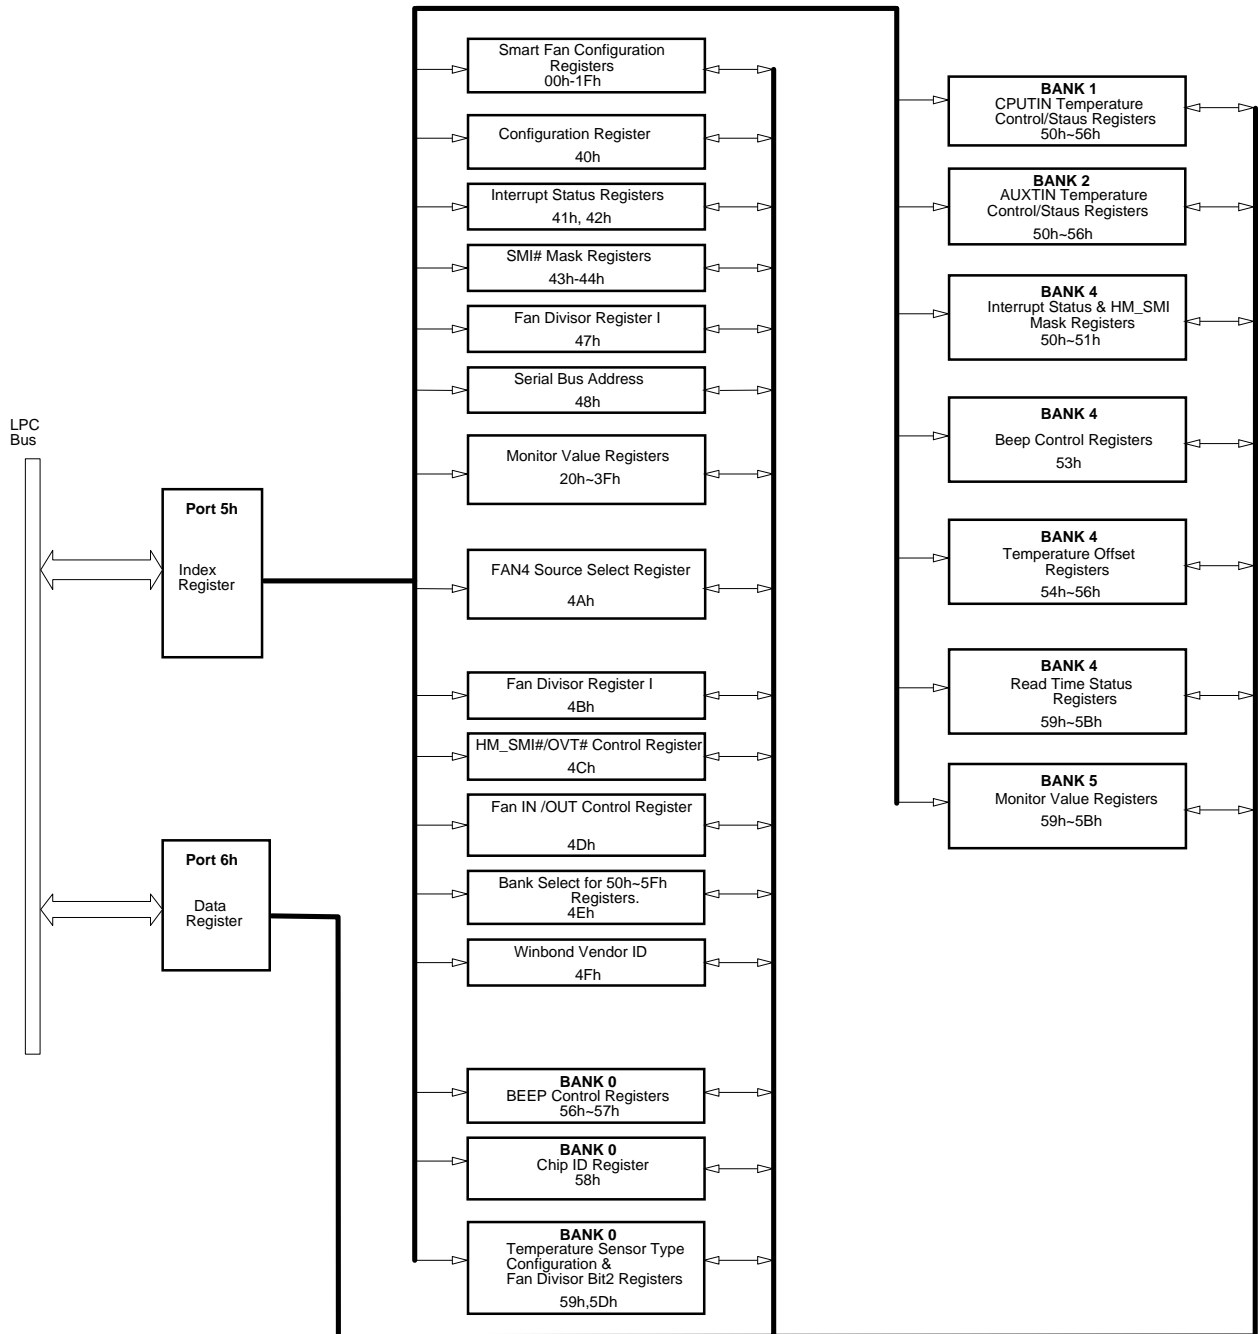 LPC
Bus
Port 5h
Index
Register
Port 6h
Data
Register
Smart Fan Configuration
Registers
00h-1Fh
Configuration Register
40h
Interrupt Status Registers
41h, 42h
SMI# Mask Registers
43h-44h
Fan Divisor Register I
47h
Serial Bus Address
48h
Monitor Value Registers
20h~3Fh
FAN4 Source Select Register
4Ah
Fan Divisor Register I
4Bh
HM_SMI#/OVT# Control Register
4Ch
Fan IN /OUT Control Register
4Dh
Bank Select for 50h~5Fh
Registers.
4Eh
Winbond Vendor ID
4Fh
BANK 0
BEEP Control Registers
56h~57h
BANK 0
Chip ID Register
58h
BANK 0
Temperature Sensor Type
Configuration &
Fan Divisor Bit2 Registers
59h,5Dh
BANK 1
CPUTIN Temperature
Control/Staus Registers
50h~56h
BANK 2
AUXTIN Temperature
Control/Staus Registers
50h~56h
BANK 4
Interrupt Status & HM_SMI
Mask Registers
50h~51h
BANK 4
Beep Control Registers
53h
BANK 4
Temperature Offset
Registers
54h~56h
BANK 4
Read Time Status
Registers
59h~5Bh
BANK 5
Monitor Value Registers
59h~5Bh